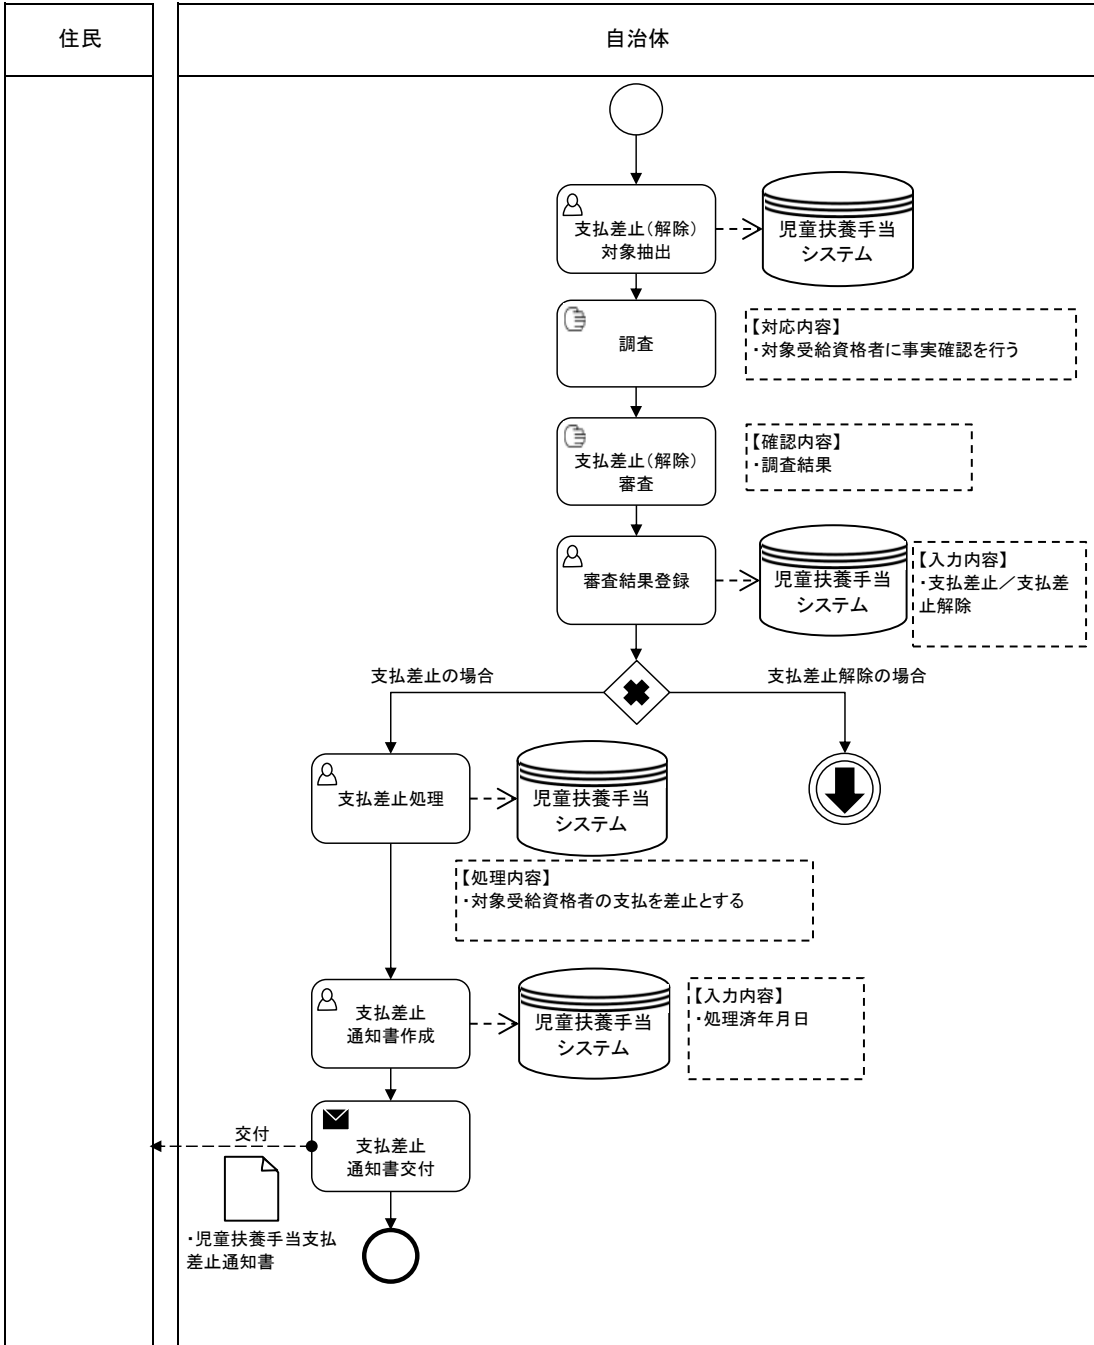 住民
自治体
支払差止（解除）
対象抽出
児童扶養手当
システム
調査
【対応内容】
・対象受給資格者に事実確認を行う
支払差止（解除）
審査
【確認内容】
・調査結果
審査結果登録
児童扶養手当
システム
【入力内容】
・支払差止／支払差
止解除
支払差止の場合
支払差止解除の場合
支払差止処理
児童扶養手当
システム
【処理内容】
・対象受給資格者の支払を差止とする
支払差止
通知書作成
児童扶養手当
システム
【入力内容】
・処理済年月日
交付
支払差止
通知書交付
・児童扶養手当支払
差止通知書